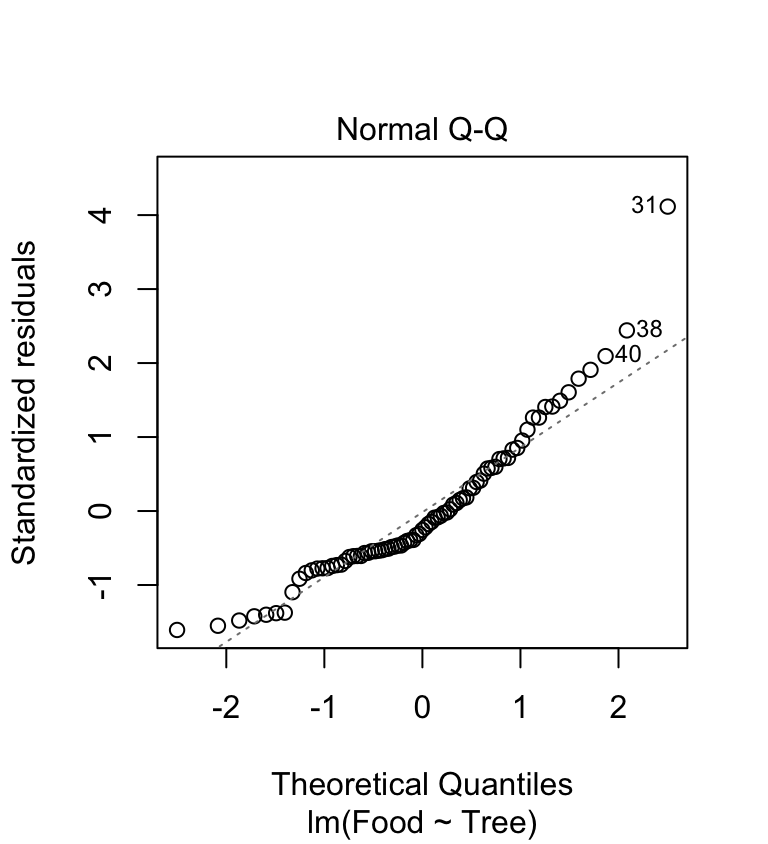 Normal Q-Q
31
38
40
4
3
2
1
0
-1
Standardized residuals
-2 -1 0 1 2
Theoretical Quantiles
lm(Food ~ Tree)